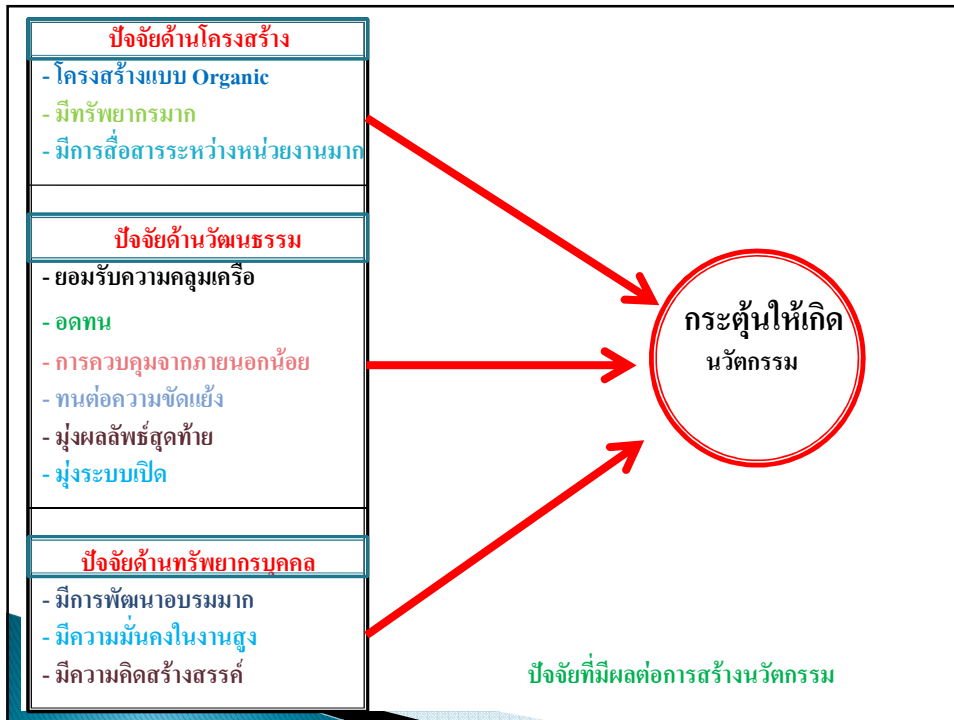 ปัจจัยด้านโครงสร้าง
- โครงสร้างแบบ Organic
- มีทรัพยากรมาก
- มีการสื่อสารระหว่างหน่วยงานมาก
ปัจจัยด้านวัฒนธรรม
- ยอมรับความคลุมเครือ
- อดทน
- การควบคุมจากภายนอกน้อย
- ทนต่อความขัดแย้ง
- มุ่งผลลัพธ์สุดท้าย
- มุ่งระบบเปิด
ปัจจัยด้านทรัพยากรบุคคล
- มีการพัฒนาอบรมมาก
- มีความมั่นคงในงานสูง
- มีความคิดสร้างสรรค์
กระตุ้นให้เกิด
นวัตกรรม
ปัจจัยที่มีผลต่อการสร้างนวัตกรรม